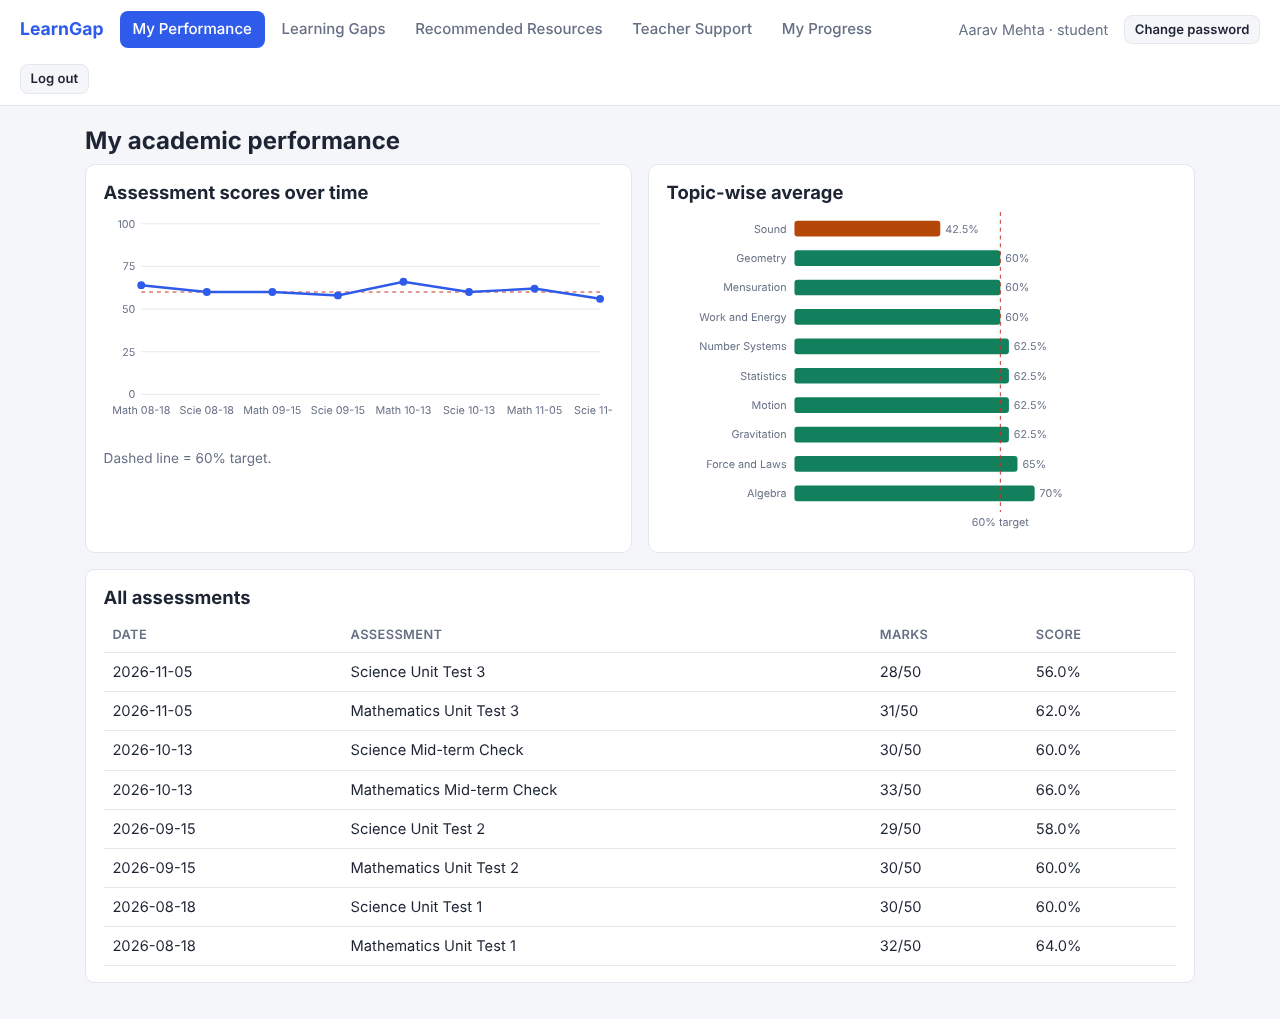 LearnGap My Performance Learning Gaps Recommended Resources Teacher Support My Progress Aarav Mehta · student Change password
Log out
My academic performance
Assessment scores over time
100
75
50
25
0
Math 08-18 Scie 08-18 Math 09-15 Scie 09-15 Math 10-13 Scie 10-13 Math 11-05 Scie 11-
Dashed line = 60% target.
Topic-wise average
Sound 42.5%
Geometry 60%
Mensuration 60%
Work and Energy 60%
Number Systems 62.5%
Statistics 62.5%
Motion 62.5%
Gravitation 62.5%
Force and Laws 65%
Algebra 70%
60% target
All assessments
DATE ASSESSMENT MARKS SCORE
2026-11-05 Science Unit Test 3 28/50 56.0%
2026-11-05 Mathematics Unit Test 3 31/50 62.0%
2026-10-13 Science Mid-term Check 30/50 60.0%
2026-10-13 Mathematics Mid-term Check 33/50 66.0%
2026-09-15 Science Unit Test 2 29/50 58.0%
2026-09-15 Mathematics Unit Test 2 30/50 60.0%
2026-08-18 Science Unit Test 1 30/50 60.0%
2026-08-18 Mathematics Unit Test 1 32/50 64.0%